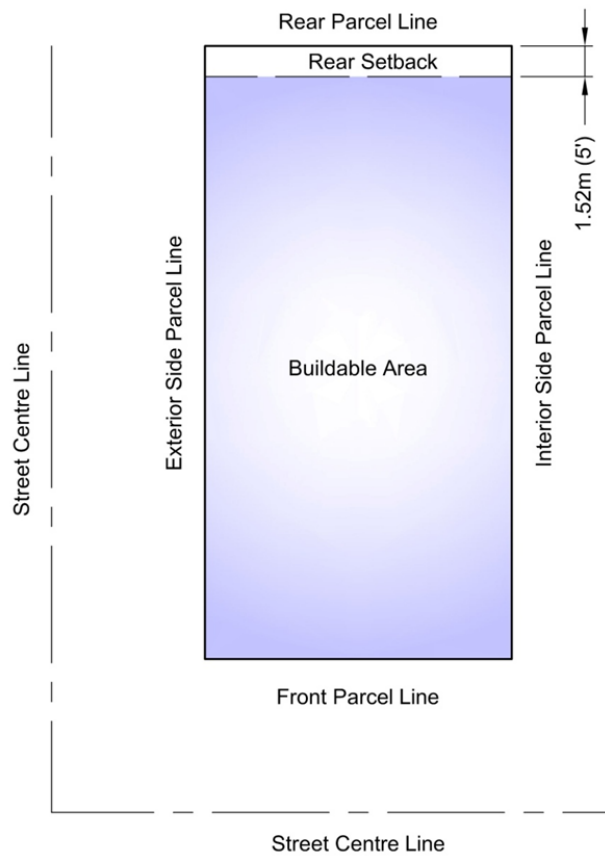 Rear Parcel Line
Rear Setback
1.52m (5')
Street Centre Line
Exterior Side Parcel Line
Buildable Area
Interior Side Parcel Line
Front Parcel Line
Street Centre Line